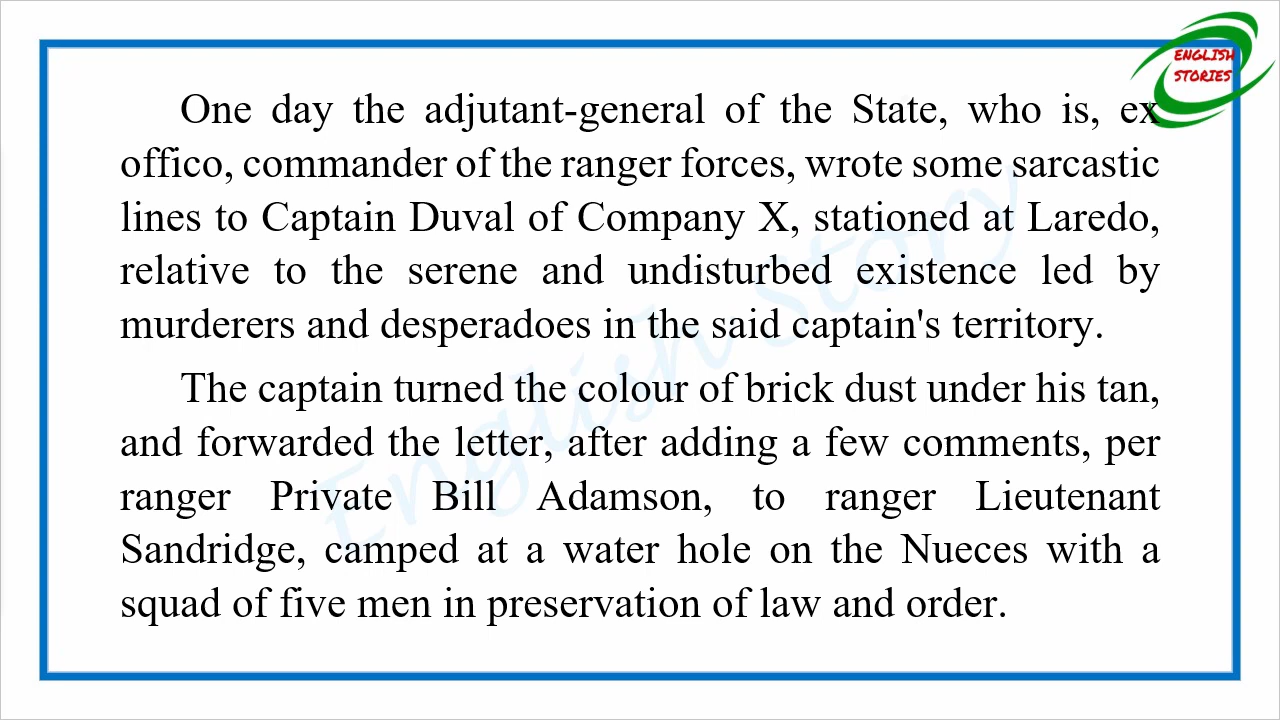 ENGLISH
STORIES
One day the adjutant-general of the State, who is, ex
offico, commander of the ranger forces, wrote some sarcastic
lines to Captain Duval of Company X, stationed at Laredo,
relative to the serene and undisturbed existence led by
murderers and desperadoes in the said captain's territory.
The captain turned the colour of brick dust under his tan,
and forwarded the letter, after adding a few comments, per
ranger Private Bill Adamson, to ranger Lieutenant
Sandridge, camped at a water hole on the Nueces with a
squad of five men in preservation of law and order.
English Story